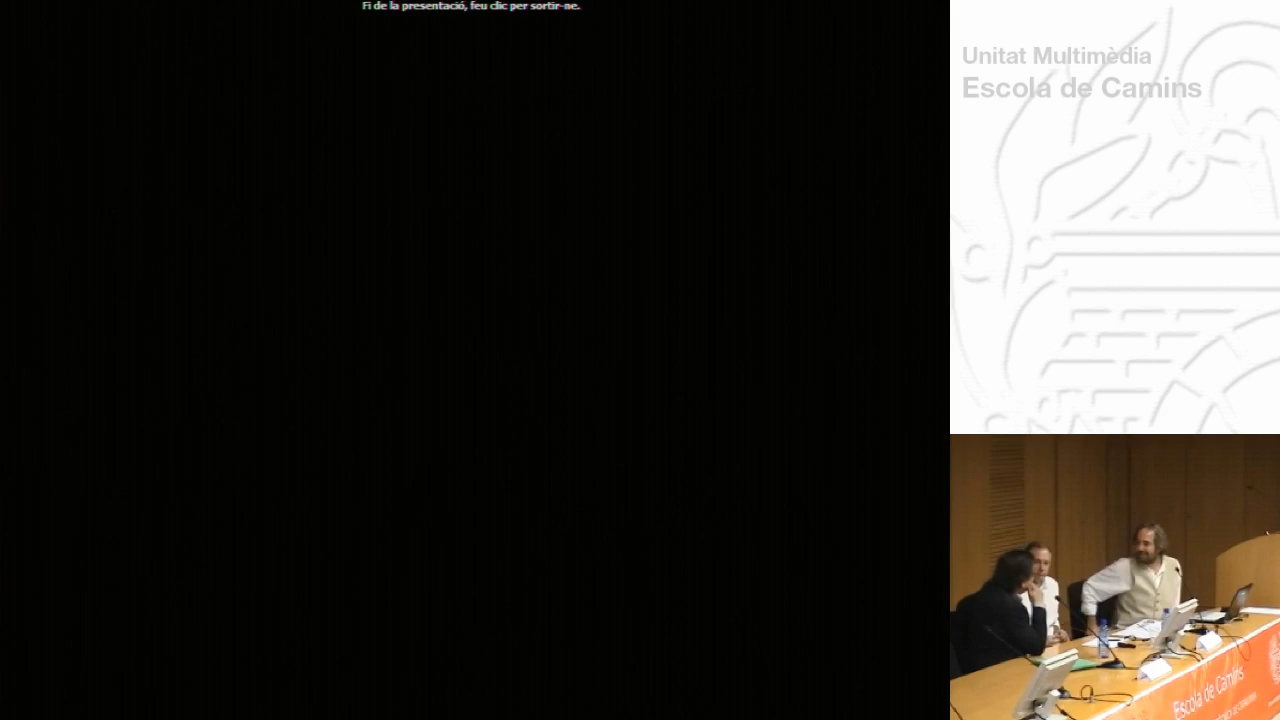 Fi de la presentació, feu clic per sortir-ne.
Unitat Multimèdia
Escola de Camins
Escola de Camins